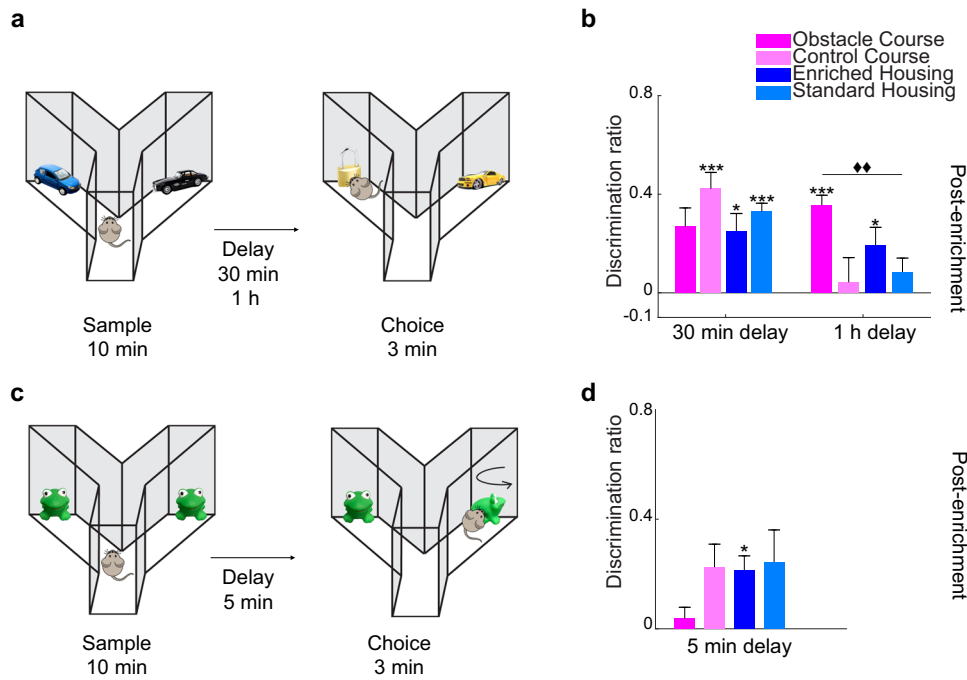 a
Delay
30 min
1 h
Sample
10 min
Choice
3 min
b
Obstacle Course
Control Course
Enriched Housing
Standard Housing
Discrimination ratio
0.8
0.4
0
-0.1
***
*
***
***
*
♦♦
30 min delay
1 h delay
Post-enrichment
c
Delay
5 min
Sample
10 min
Choice
3 min
d
Discrimination ratio
0.8
0.4
0
*
5 min delay
Post-enrichment